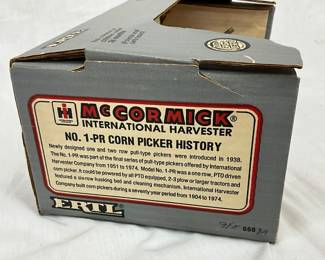 ERTL
IH
McCORMICK
INTERNATIONAL HARVESTER
NO. 1-PR CORN PICKER HISTORY
Newly designed one and two row pull-type pickers were introduced in 1938.
The No. 1-PR was part of the final series of pull-type pickers offered by International
Harvester Company from 1951 to 1974. Model No. 1-PR was a one row, PTD driven
corn picker. It could be powered by all PTD equipped, 2-3 plow or larger tractors and
featured a six-row husking bed and cleaning mechanism. International Harvester
Company built corn pickers during a seventy year period from 1904 to 1974.
ERTL
668